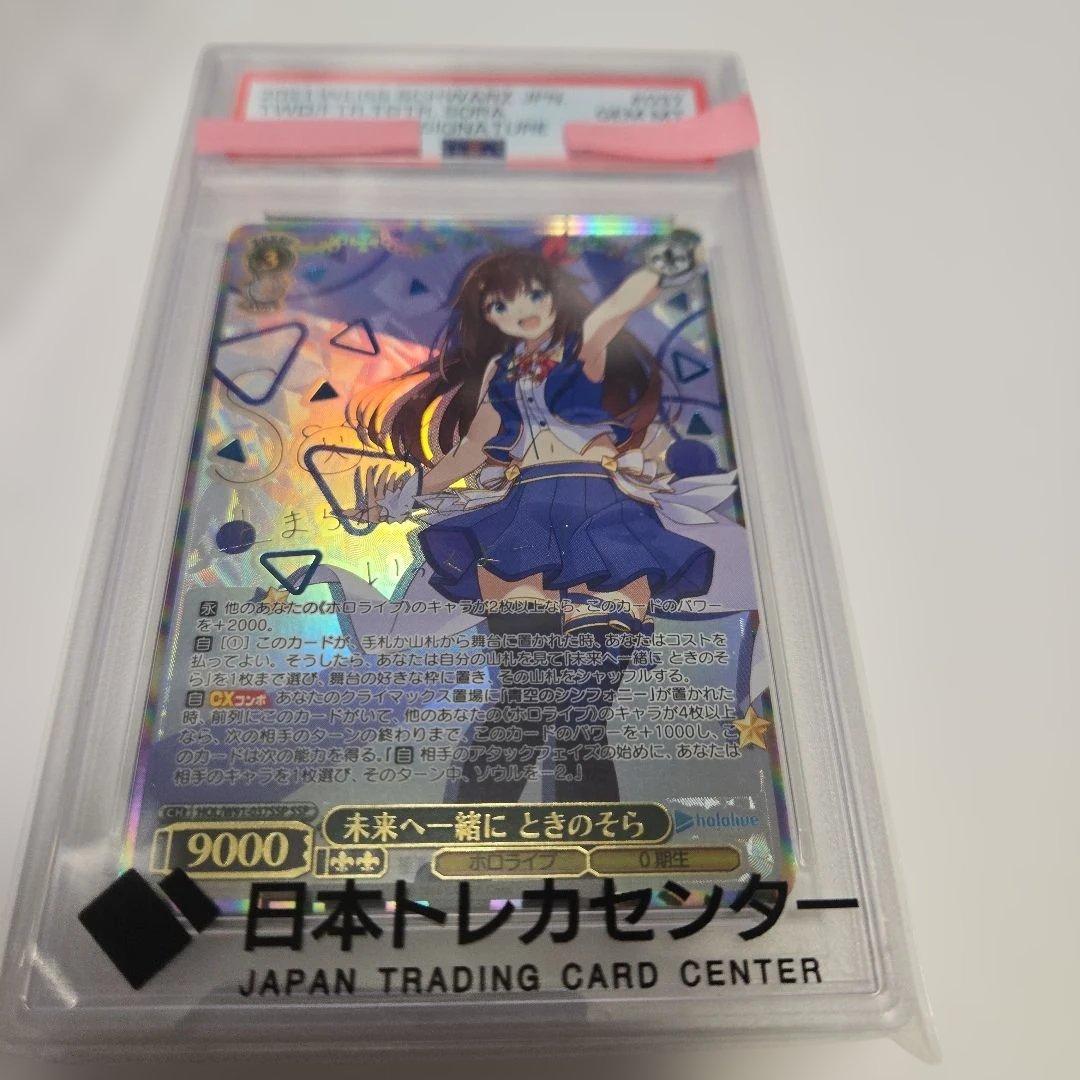 SIGNATURE
GEM MT
3
とまらねー
永 他のあなたの《ホロライブ》のキャラが2枚以上なら、このカードのパワー
を+2000。
自 [①] このカードが、手札か山札から舞台に置かれた時、あなたはコストを
払ってよい。そうしたら、あなたは自分の山札を見て「未来へ一緒に ときのそ
ら」を1枚まで選び、舞台の好きな枠に置き、その山札をシャッフルする。
自 CXコンボ あなたのクライマックス置場に「青空のシンフォニー」が置かれた
時、前列にこのカードがいて、他のあなたの《ホロライブ》のキャラが4枚以上
なら、次の相手のターンの終わりまで、このカードのパワーを+1000し、こ
のカードは次の能力を得る。『自 相手のアタックフェイズの始めに、あなたは
相手のキャラを1枚選び、そのターン中、ソウルを-2。』
CH HOL/W91-037SSP SSP
未来へ一緒に ときのそら
hololive
9000
ホロライブ
0期生
日本トレカセンター
JAPAN TRADING CARD CENTER